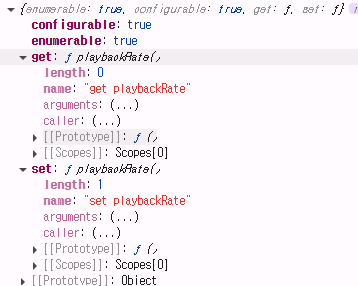 ▼ {enumerable: true, configurable: true, get: ƒ, set: ƒ}
configurable: true
enumerable: true
▼ get: ƒ playbackRate(,
length: 0
name: "get playbackRate"
arguments: (...)
caller: (...)
▶ [[Prototype]]: ƒ (,
▶ [[Scopes]]: Scopes[0]
▼ set: ƒ playbackRate(,
length: 1
name: "set playbackRate"
arguments: (...)
caller: (...)
▶ [[Prototype]]: ƒ (,
▶ [[Scopes]]: Scopes[0]
▶ [[Prototype]]: Object